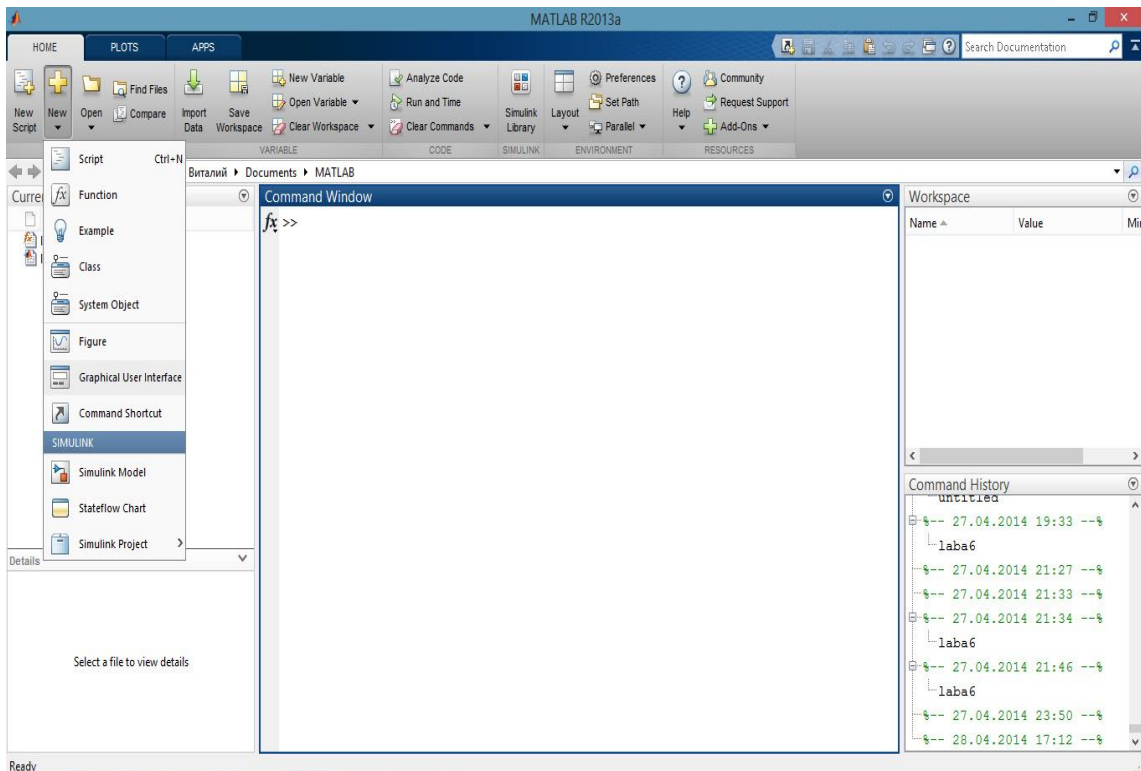 MATLAB R2013a
HOME PLOTS APPS
Search Documentation
New Script
New
Open
Find Files
Compare
Import Data
Save Workspace
New Variable
Open Variable
Clear Workspace
Analyze Code
Run and Time
Clear Commands
Simulink Library
Layout
Preferences
Set Path
Parallel
Help
Community
Request Support
Add-Ons
VARIABLE CODE SIMULINK ENVIRONMENT RESOURCES
Виталий Documents MATLAB
Script Ctrl+N
Function
Example
Class
System Object
Figure
Graphical User Interface
Command Shortcut
SIMULINK
Simulink Model
Stateflow Chart
Simulink Project
Details
Select a file to view details
Command Window
fx >>
Workspace
Name Value
Command History
untitled
%-- 27.04.2014 19:33 --%
laba6
%-- 27.04.2014 21:27 --%
%-- 27.04.2014 21:33 --%
%-- 27.04.2014 21:34 --%
laba6
%-- 27.04.2014 21:46 --%
laba6
%-- 27.04.2014 23:50 --%
%-- 28.04.2014 17:12 --%
Ready